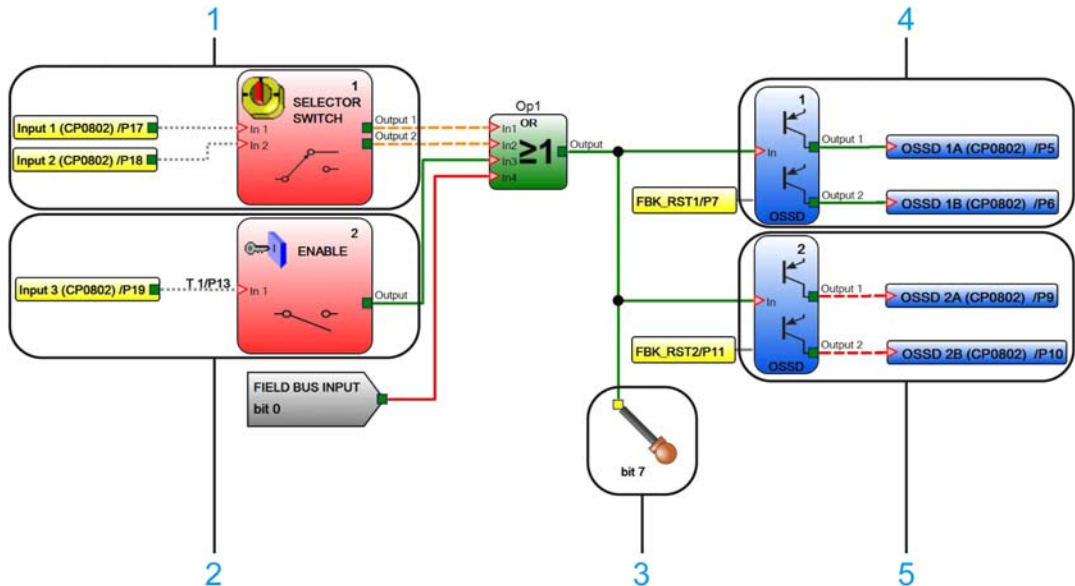 1
4
1
SELECTOR
SWITCH
Input 1 (CP0802) /P17
Input 2 (CP0802) /P18
In 1
In 2
Output 1
Output 2
Op1
OR
≥1
In1
In2
In3
In4
Output
1
In
Output 1
Output 2
OSSD
OSSD 1A (CP0802) /P5
OSSD 1B (CP0802) /P6
FBK_RST1/P7
2
ENABLE
Input 3 (CP0802) /P19
T 1/P13
In 1
Output
2
In
Output 1
Output 2
OSSD
OSSD 2A (CP0802) /P9
OSSD 2B (CP0802) /P10
FBK_RST2/P11
FIELD BUS INPUT
bit 0
bit 7
2
3
5